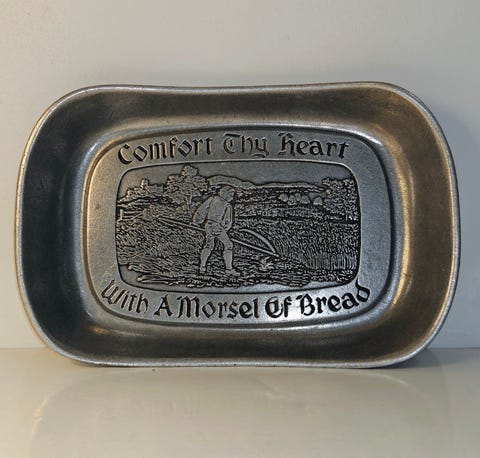 Comfort Thy Heart
With A Morsel Of Bread